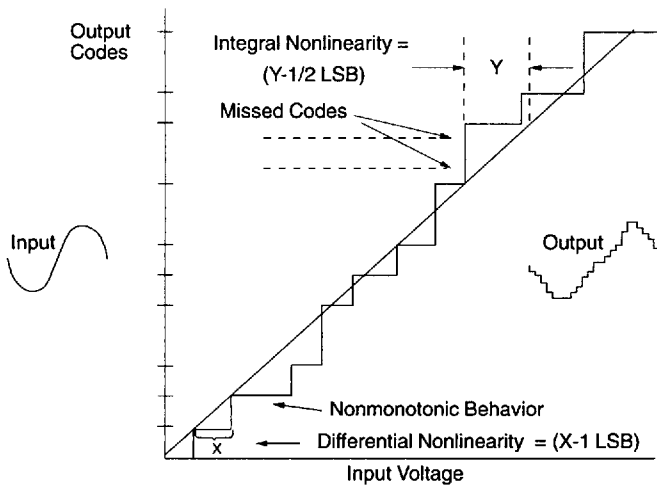 Output
Codes
Integral Nonlinearity =
(Y-1/2 LSB)
Y
Missed Codes
Input
Output
Nonmonotonic Behavior
X
Differential Nonlinearity = (X-1 LSB)
Input Voltage